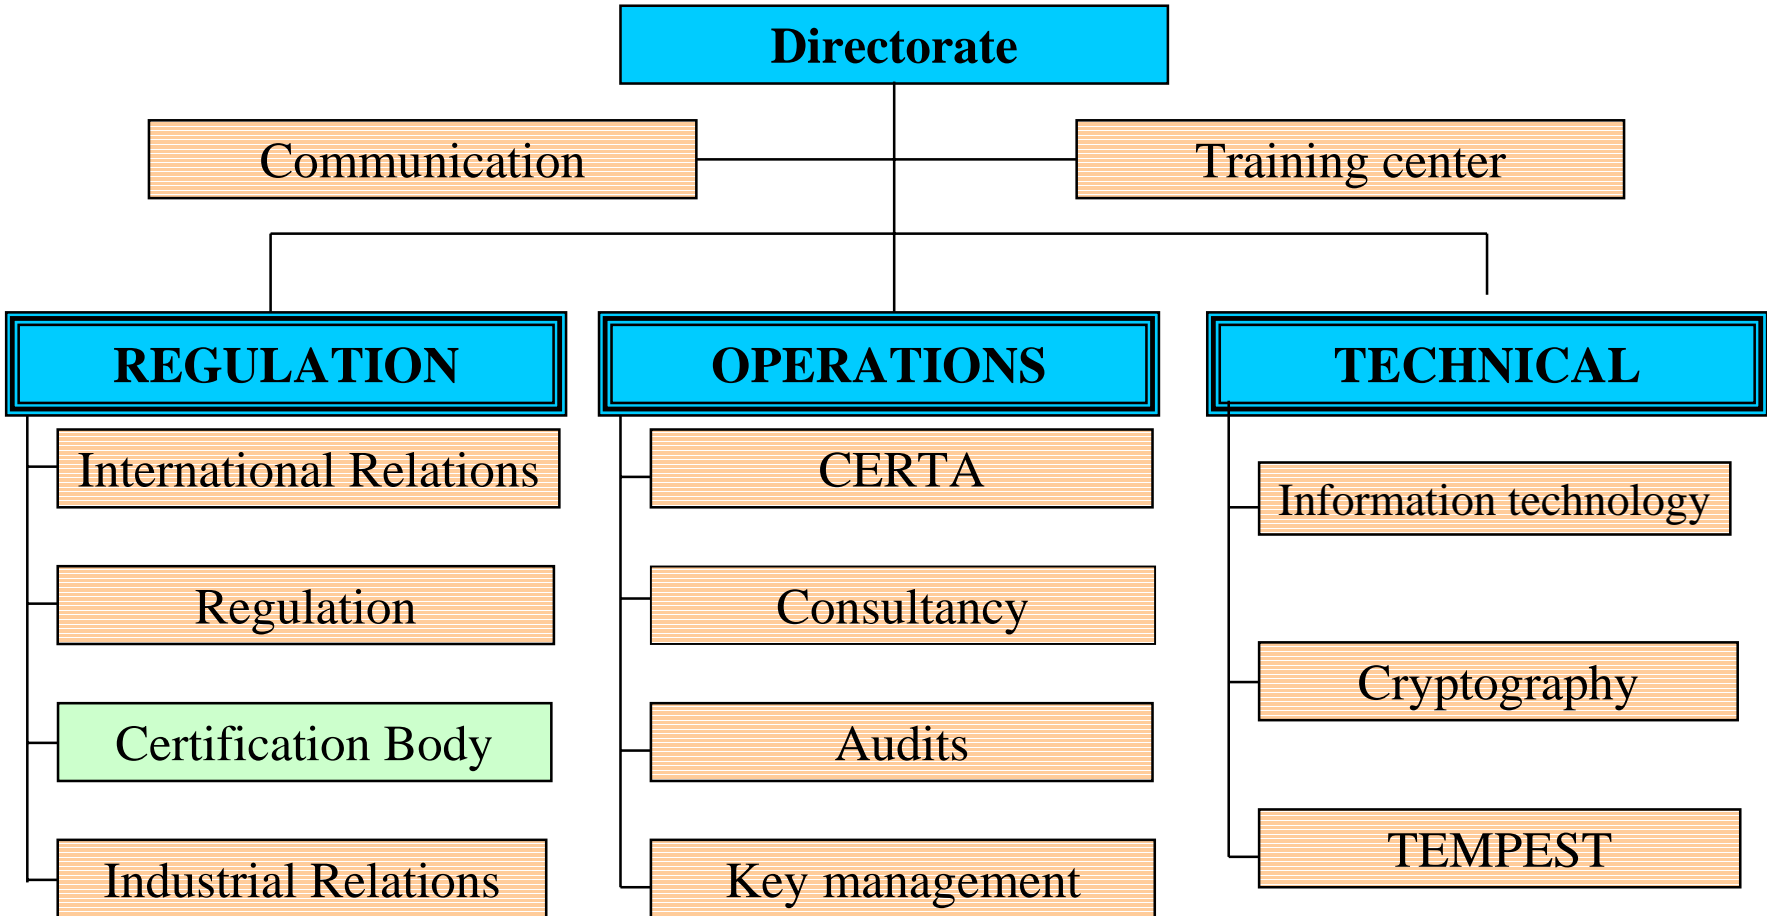 Directorate
Communication
Training center
REGULATION
OPERATIONS
TECHNICAL
International Relations
Regulation
Certification Body
Industrial Relations
CERTA
Consultancy
Audits
Key management
Information technology
Cryptography
TEMPEST